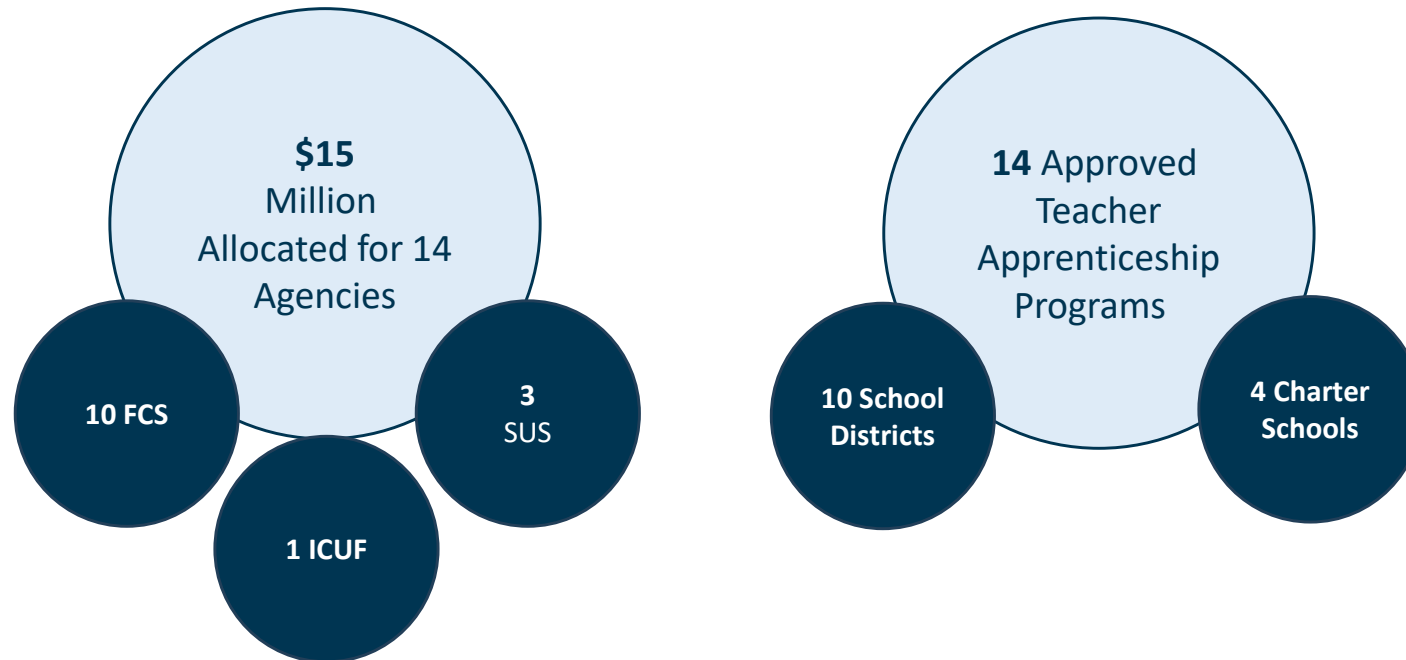 $15
Million
Allocated for 14
Agencies
10 FCS
3
SUS
1 ICUF
14 Approved
Teacher
Apprenticeship
Programs
10 School
Districts
4 Charter
Schools